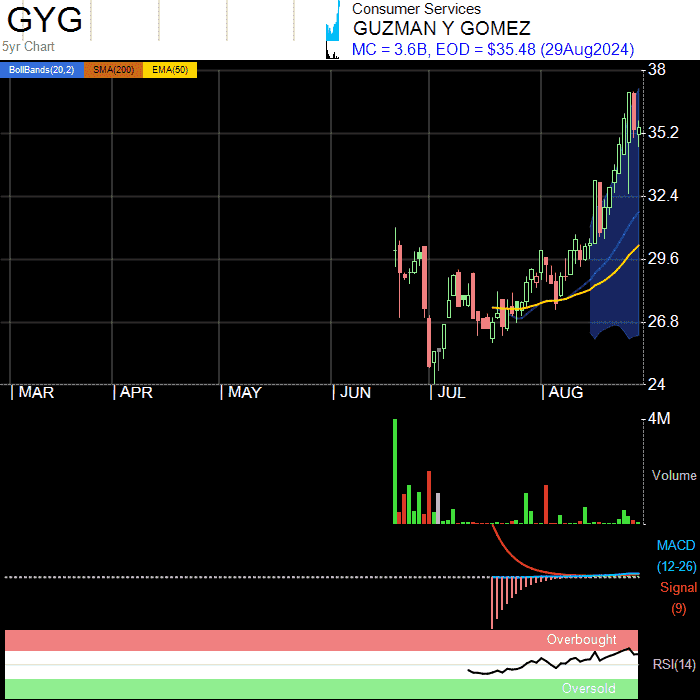 GYG
5yr Chart
Consumer Services
GUZMAN Y GOMEZ
MC = 3.6B, EOD = $35.48 (29Aug2024)
BollBands(20,2) SMA(200) EMA(50)
38
35.2
32.4
29.6
26.8
24
MAR APR MAY JUN JUL AUG
4M
Volume
MACD
(12-26)
Signal
(9)
Overbought
RSI(14)
Oversold